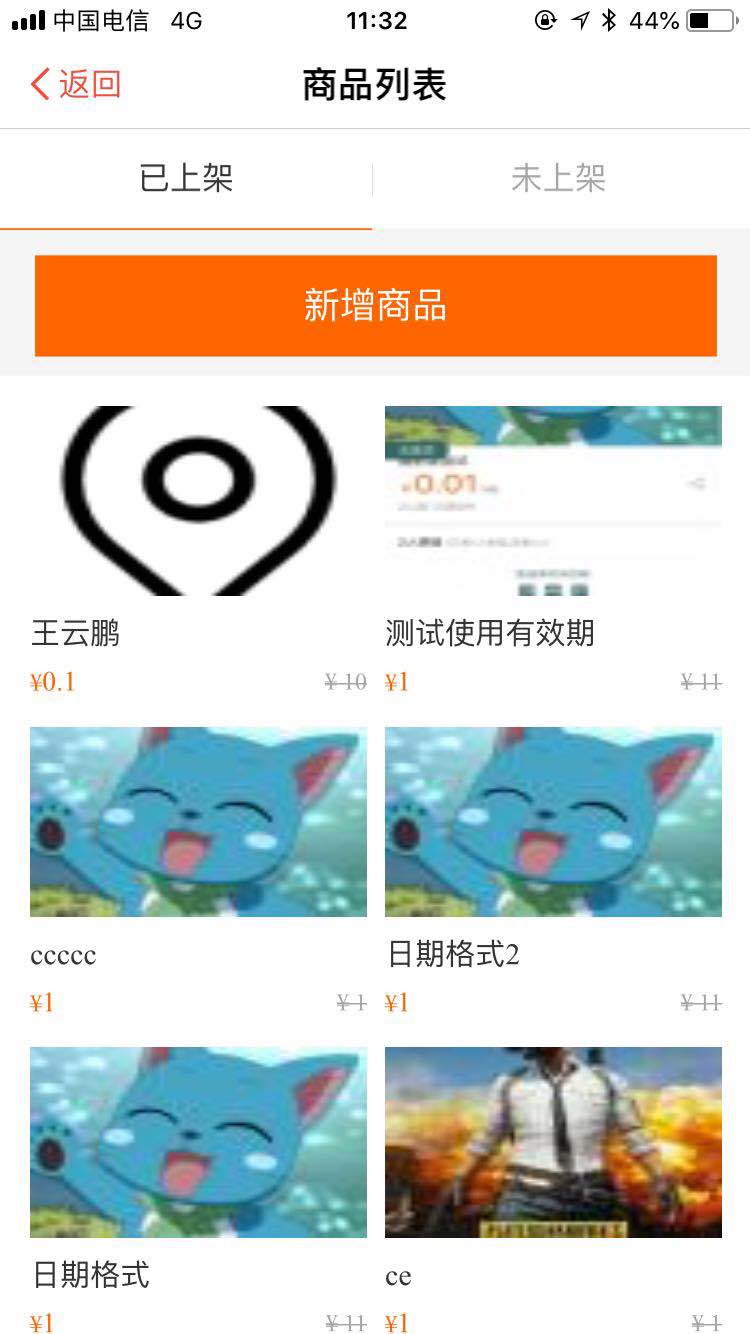 中国电信 4G 11:32 44%
返回 商品列表
已上架 未上架
新增商品
0.01
王云鹏 测试使用有效期
¥0.1 ¥10 ¥1 ¥11
ccccc 日期格式2
¥1 ¥1 ¥1 ¥11
日期格式 ce
¥1 ¥11 ¥1 ¥1